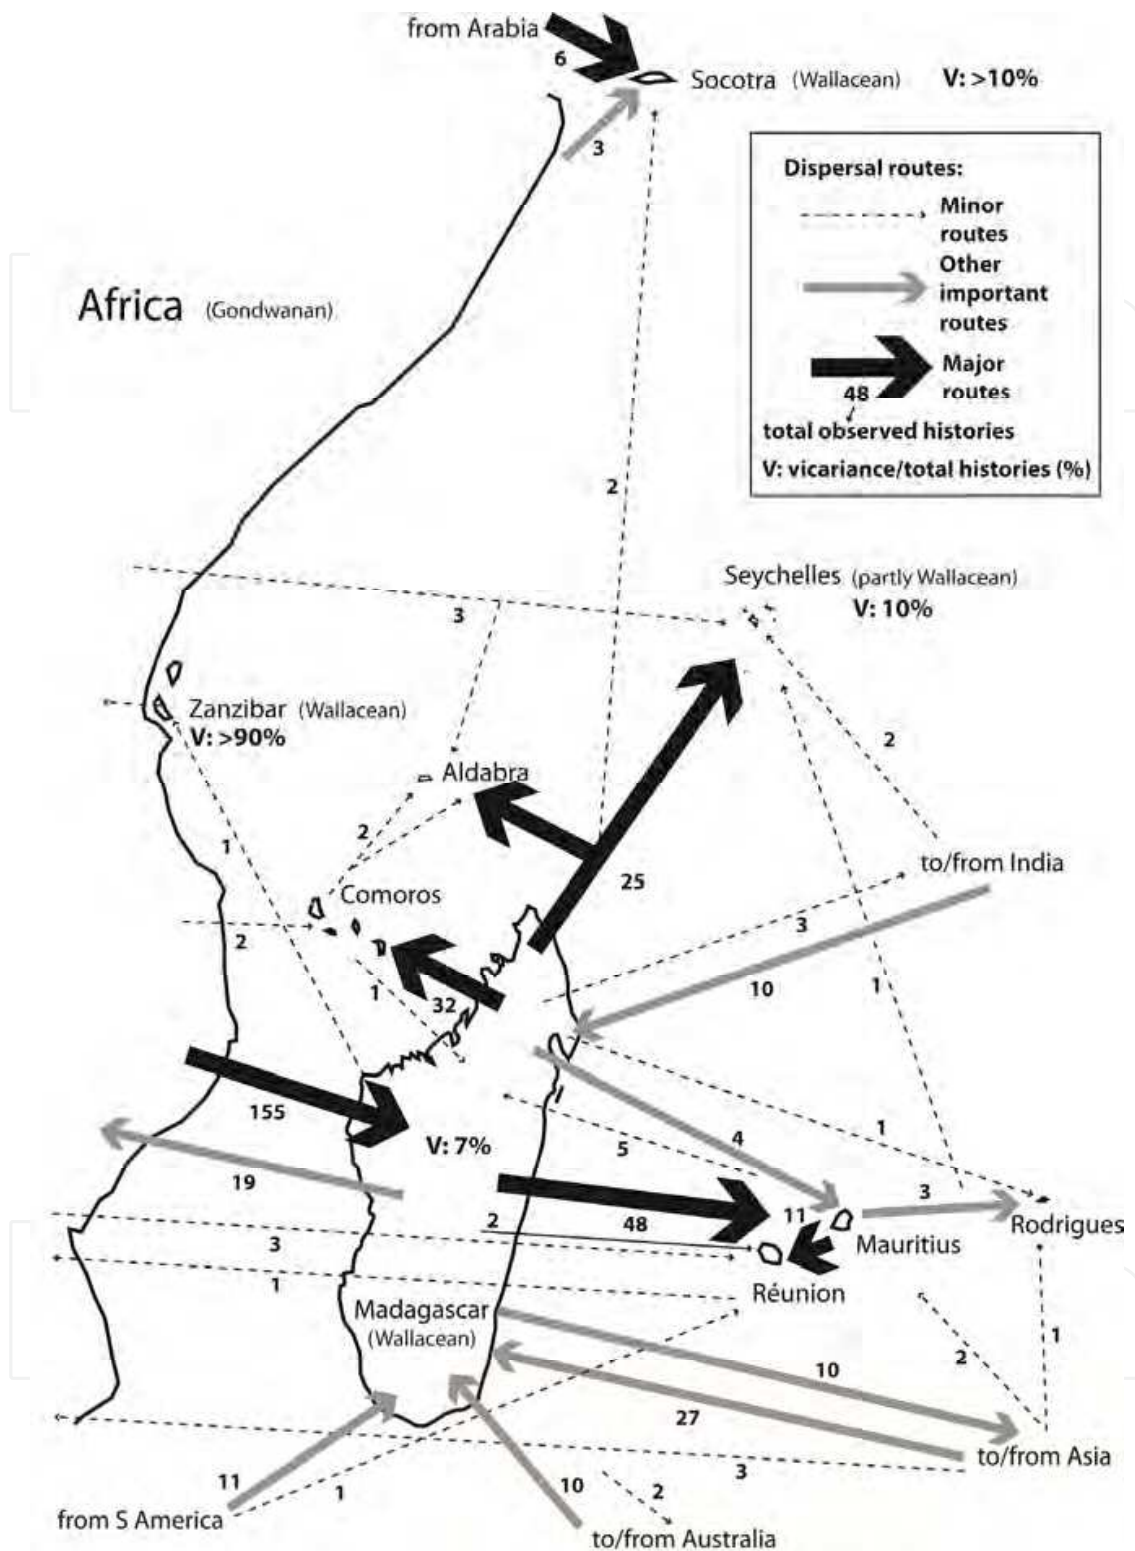 from Arabia
6
Socotra (Wallacean) V: >10%
3
Dispersal routes:
Minor
routes
Other
important
routes
Major
routes
48
total observed histories
V: vicariance/total histories (%)
Africa (Gondwanan)
2
Seychelles (partly Wallacean)
V: 10%
3
Zanzibar (Wallacean)
V: >90%
2
Aldabra
2
1
to/from India
25
Comoros
3
2
10
1
1
32
155
V: 7%
4
1
5
19
3
2
48
11
Rodrigues
3
Mauritius
1
Réunion
Madagascar
(Wallacean)
1
2
10
27
to/from Asia
3
11
1
10
2
from S America
to/from Australia